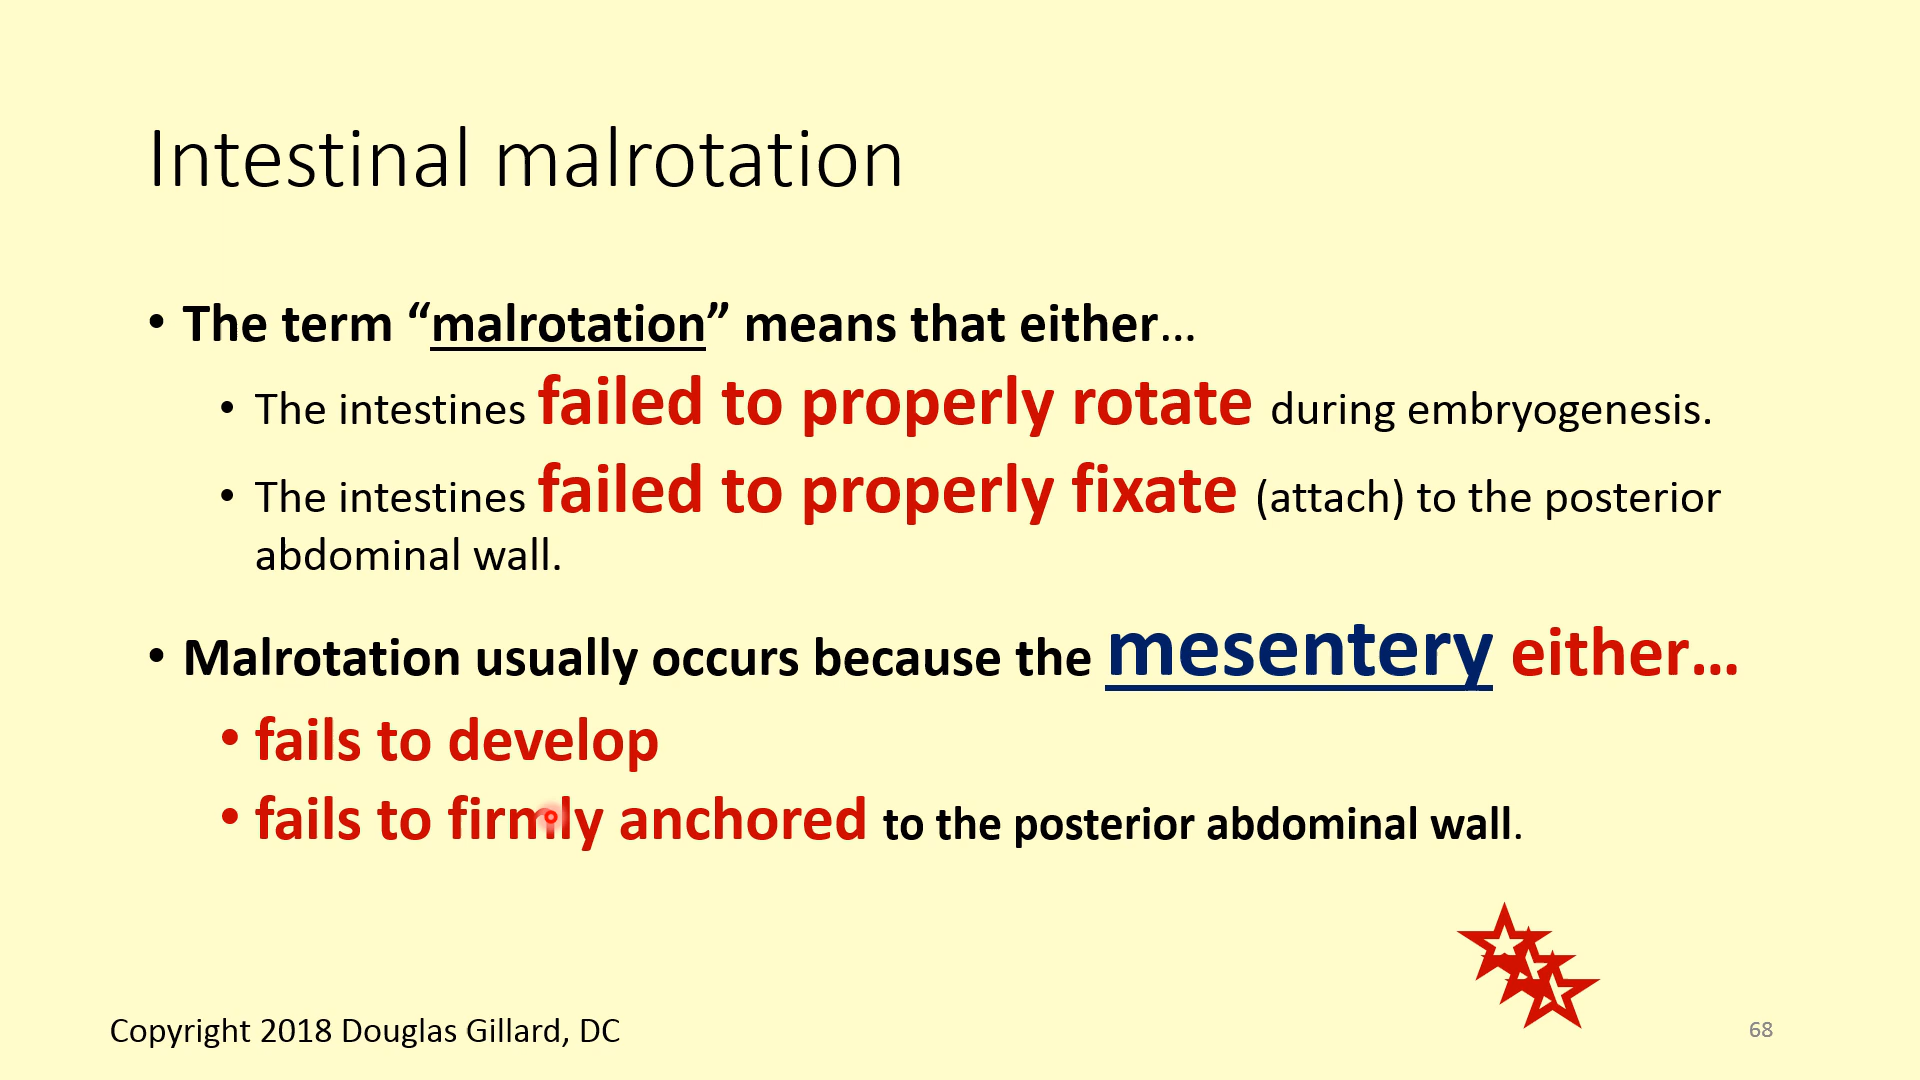 Intestinal malrotation
• The term “malrotation” means that either…
• The intestines failed to properly rotate during embryogenesis.
• The intestines failed to properly fixate (attach) to the posterior
abdominal wall.
• Malrotation usually occurs because the mesentery either…
• fails to develop
• fails to firmly anchored to the posterior abdominal wall.
Copyright 2018 Douglas Gillard, DC
68